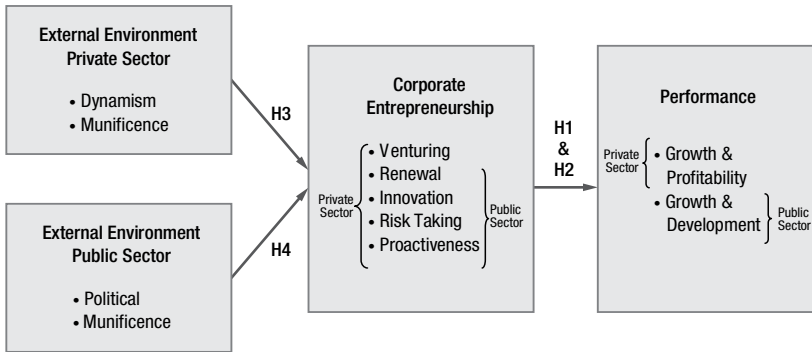 External Environment
Private Sector
• Dynamism
• Munificence
External Environment
Public Sector
• Political
• Munificence
H3
H4
Corporate
Entrepreneurship
Private
Sector
• Venturing
• Renewal
• Innovation
• Risk Taking
• Proactiveness
Public
Sector
H1
&
H2
Performance
Private
Sector
• Growth &
Profitability
• Growth &
Development
Public
Sector